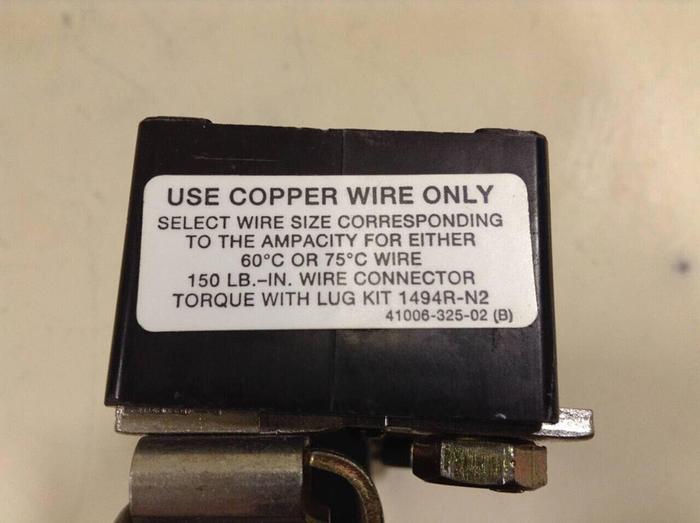 USE COPPER WIRE ONLY
SELECT WIRE SIZE CORRESPONDING
TO THE AMPACITY FOR EITHER
60°C OR 75°C WIRE
150 LB.-IN. WIRE CONNECTOR
TORQUE WITH LUG KIT 1494R-N2
41006-325-02 (B)